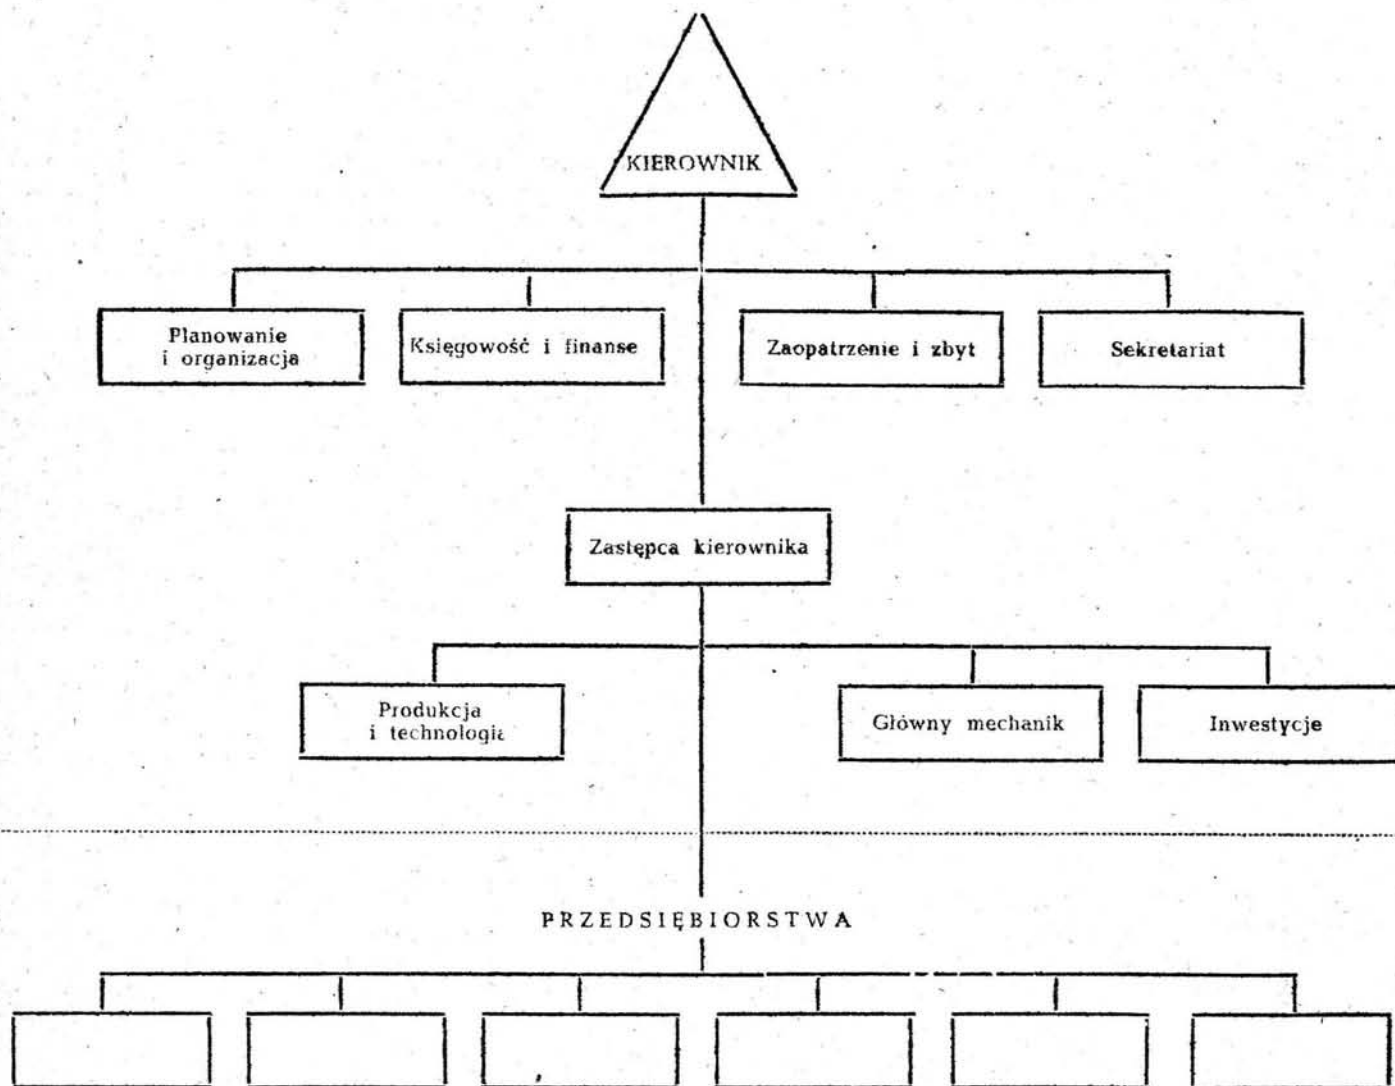 KIEROWNIK
Planowanie
i organizacja
Księgowość i finanse
Zaopatrzenie i zbyt
Sekretariat
Zastępca kierownika
Produkcja
i technologia
Główny mechanik
Inwestycje
PRZEDSIĘBIORSTWA